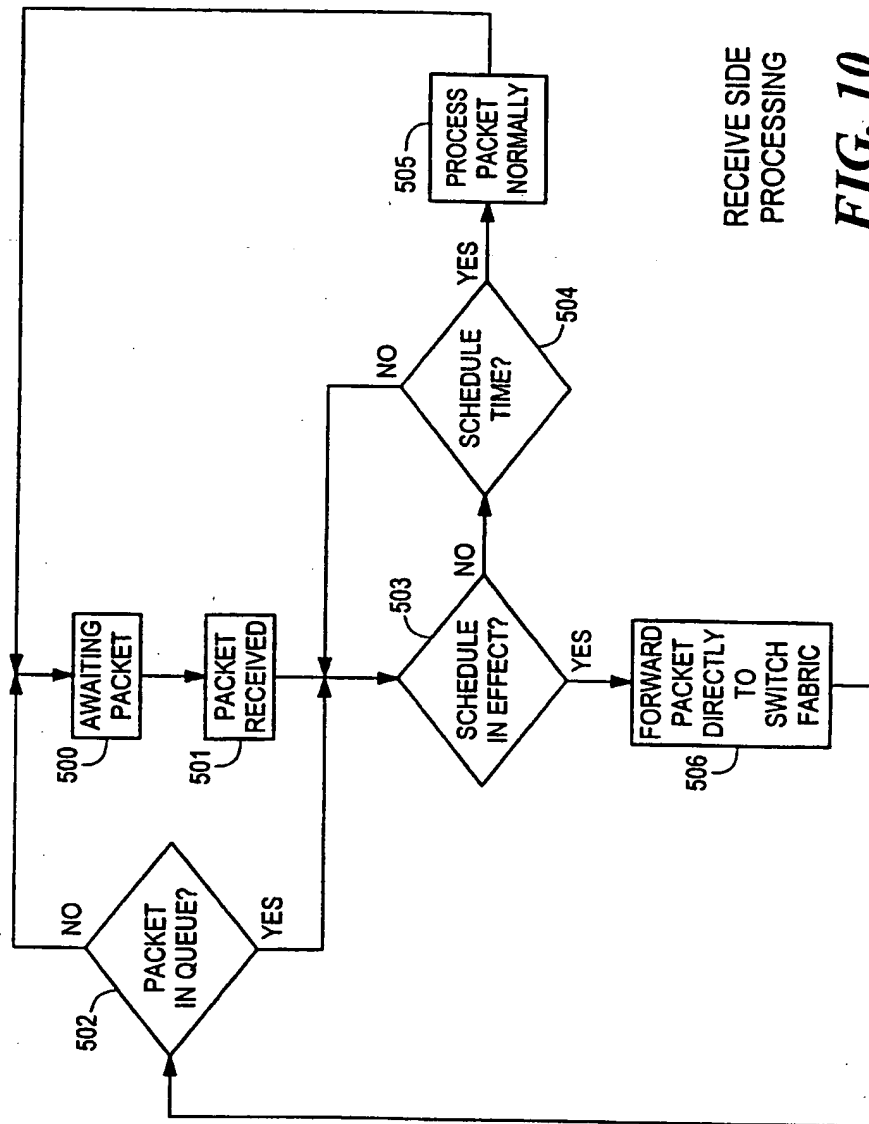 502
PACKET
IN QUEUE?
NO
YES
500
AWAITING
PACKET
501
PACKET
RECEIVED
503
SCHEDULE
IN EFFECT?
NO
YES
504
SCHEDULE
TIME?
NO
YES
505
PROCESS
PACKET
NORMALLY
506
FORWARD
PACKET
DIRECTLY
TO
SWITCH
FABRIC
RECEIVE SIDE
PROCESSING
FIG. 10